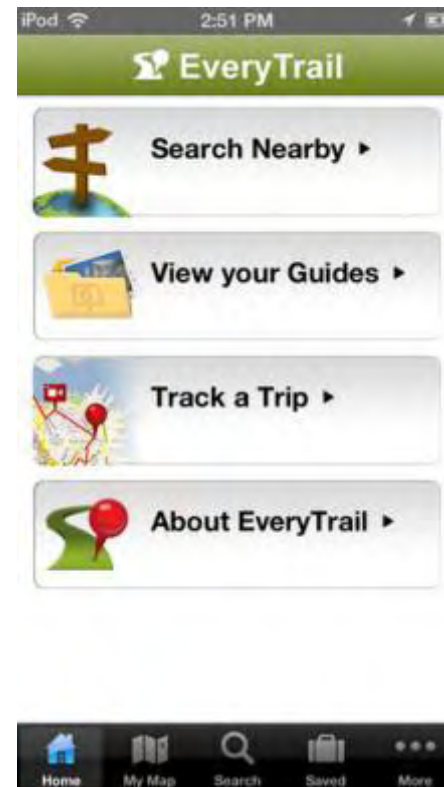 iPod 2:51 PM
EveryTrail
Search Nearby
View your Guides
Track a Trip
About EveryTrail
Home My Map Search Saved More